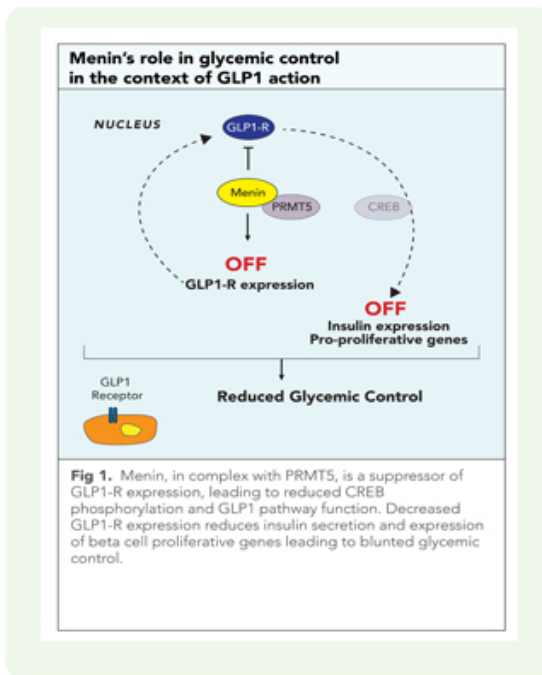 Menin's role in glycemic control
in the context of GLP1 action
NUCLEUS
GLP1-R
Menin
PRMT5
CREB
OFF
GLP1-R expression
OFF
Insulin expression
Pro-proliferative genes
GLP1
Receptor
Reduced Glycemic Control
Fig 1. Menin, in complex with PRMT5, is a suppressor of
GLP1-R expression, leading to reduced CREB
phosphorylation and GLP1 pathway function. Decreased
GLP1-R expression reduces insulin secretion and expression
of beta cell proliferative genes leading to blunted glycemic
control.